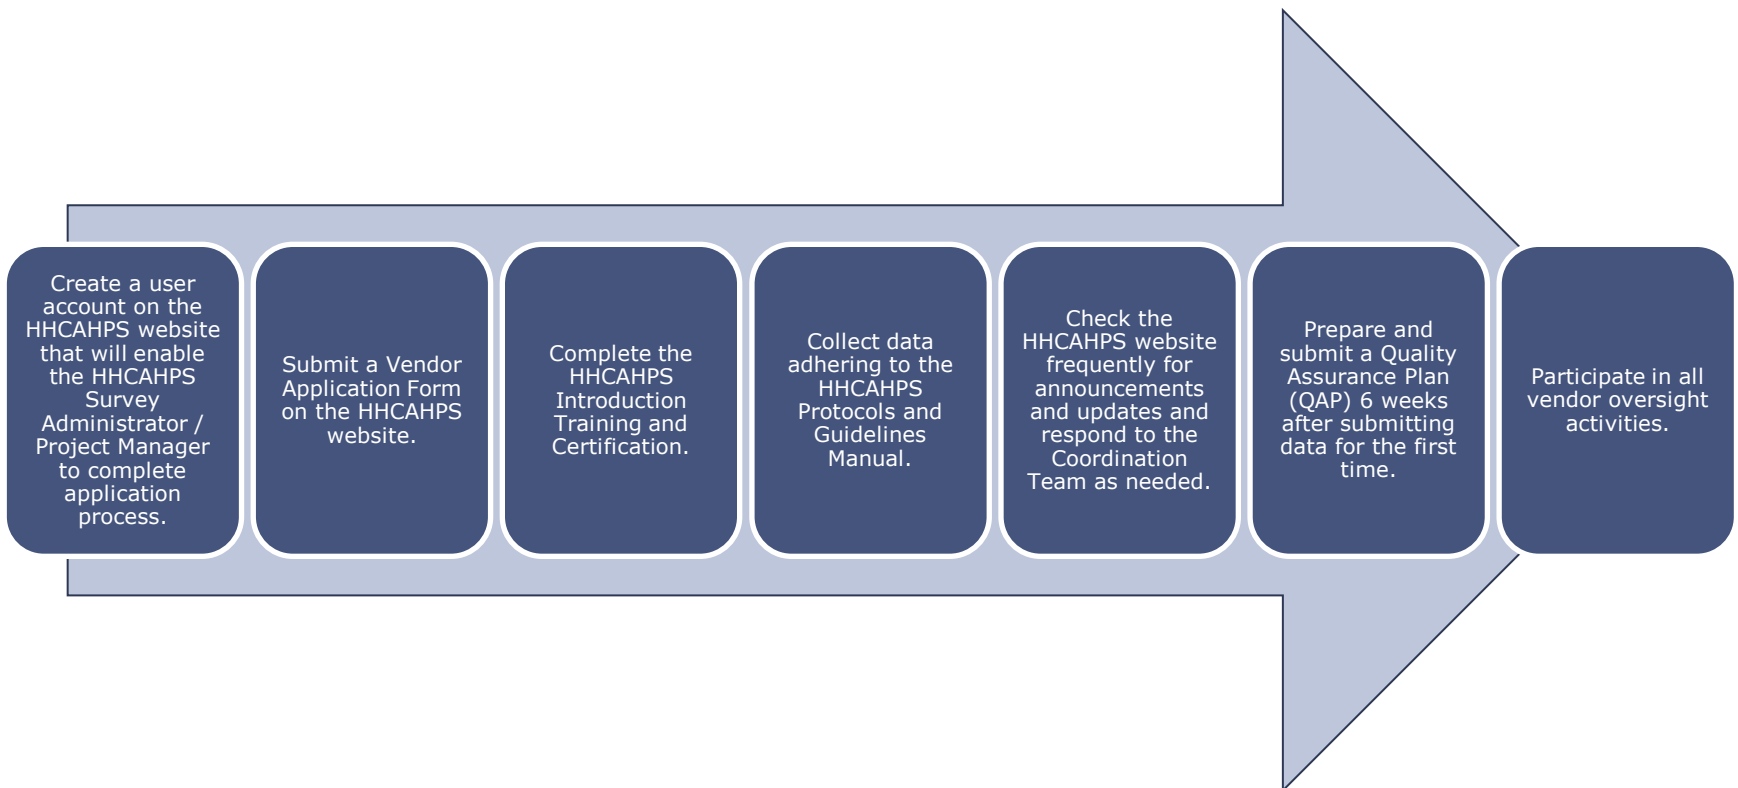 Create a user
account on the
HHCAHPS website
that will enable
the HHCAHPS
Survey
Administrator /
Project Manager
to complete
application
process.
Submit a Vendor
Application Form
on the HHCAHPS
website.
Complete the
HHCAHPS
Introduction
Training and
Certification.
Collect data
adhering to the
HHCAHPS
Protocols and
Guidelines
Manual.
Check the
HHCAHPS website
frequently for
announcements
and updates and
respond to the
Coordination
Team as needed.
Prepare and
submit a Quality
Assurance Plan
(QAP) 6 weeks
after submitting
data for the first
time.
Participate in all
vendor oversight
activities.